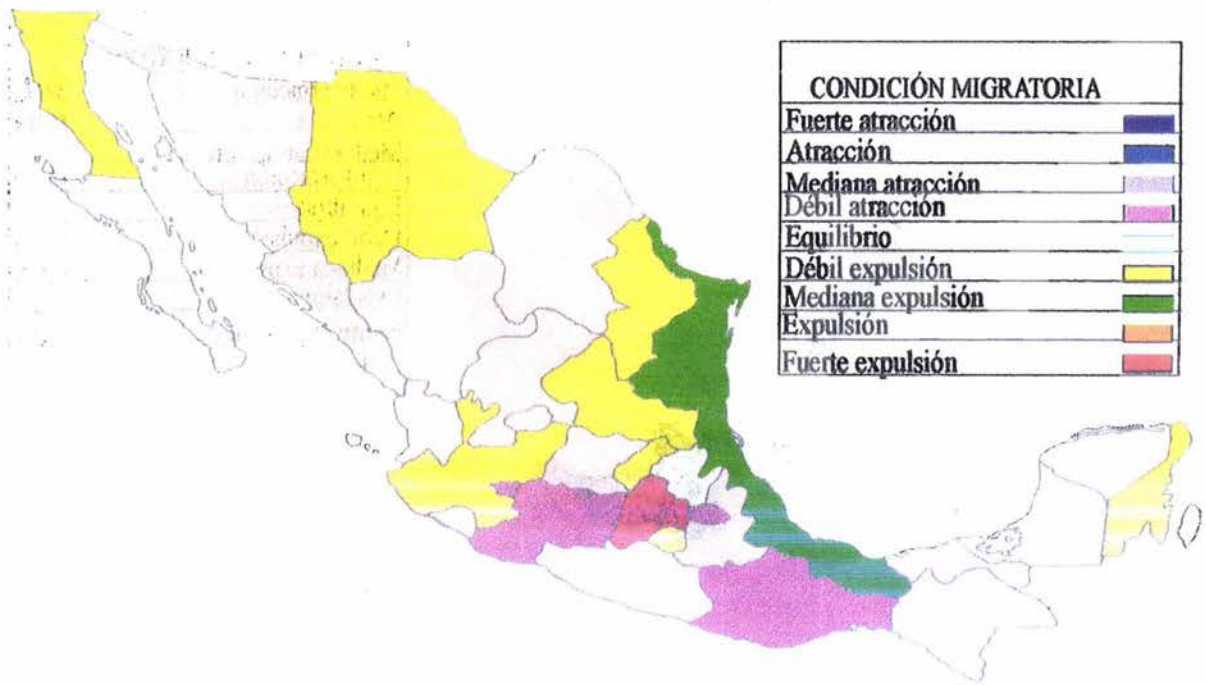 CONDICIÓN MIGRATORIA
Fuerte atracción
Atracción
Mediana atracción
Débil atracción
Equilibrio
Débil expulsión
Mediana expulsión
Expulsión
Fuerte expulsión